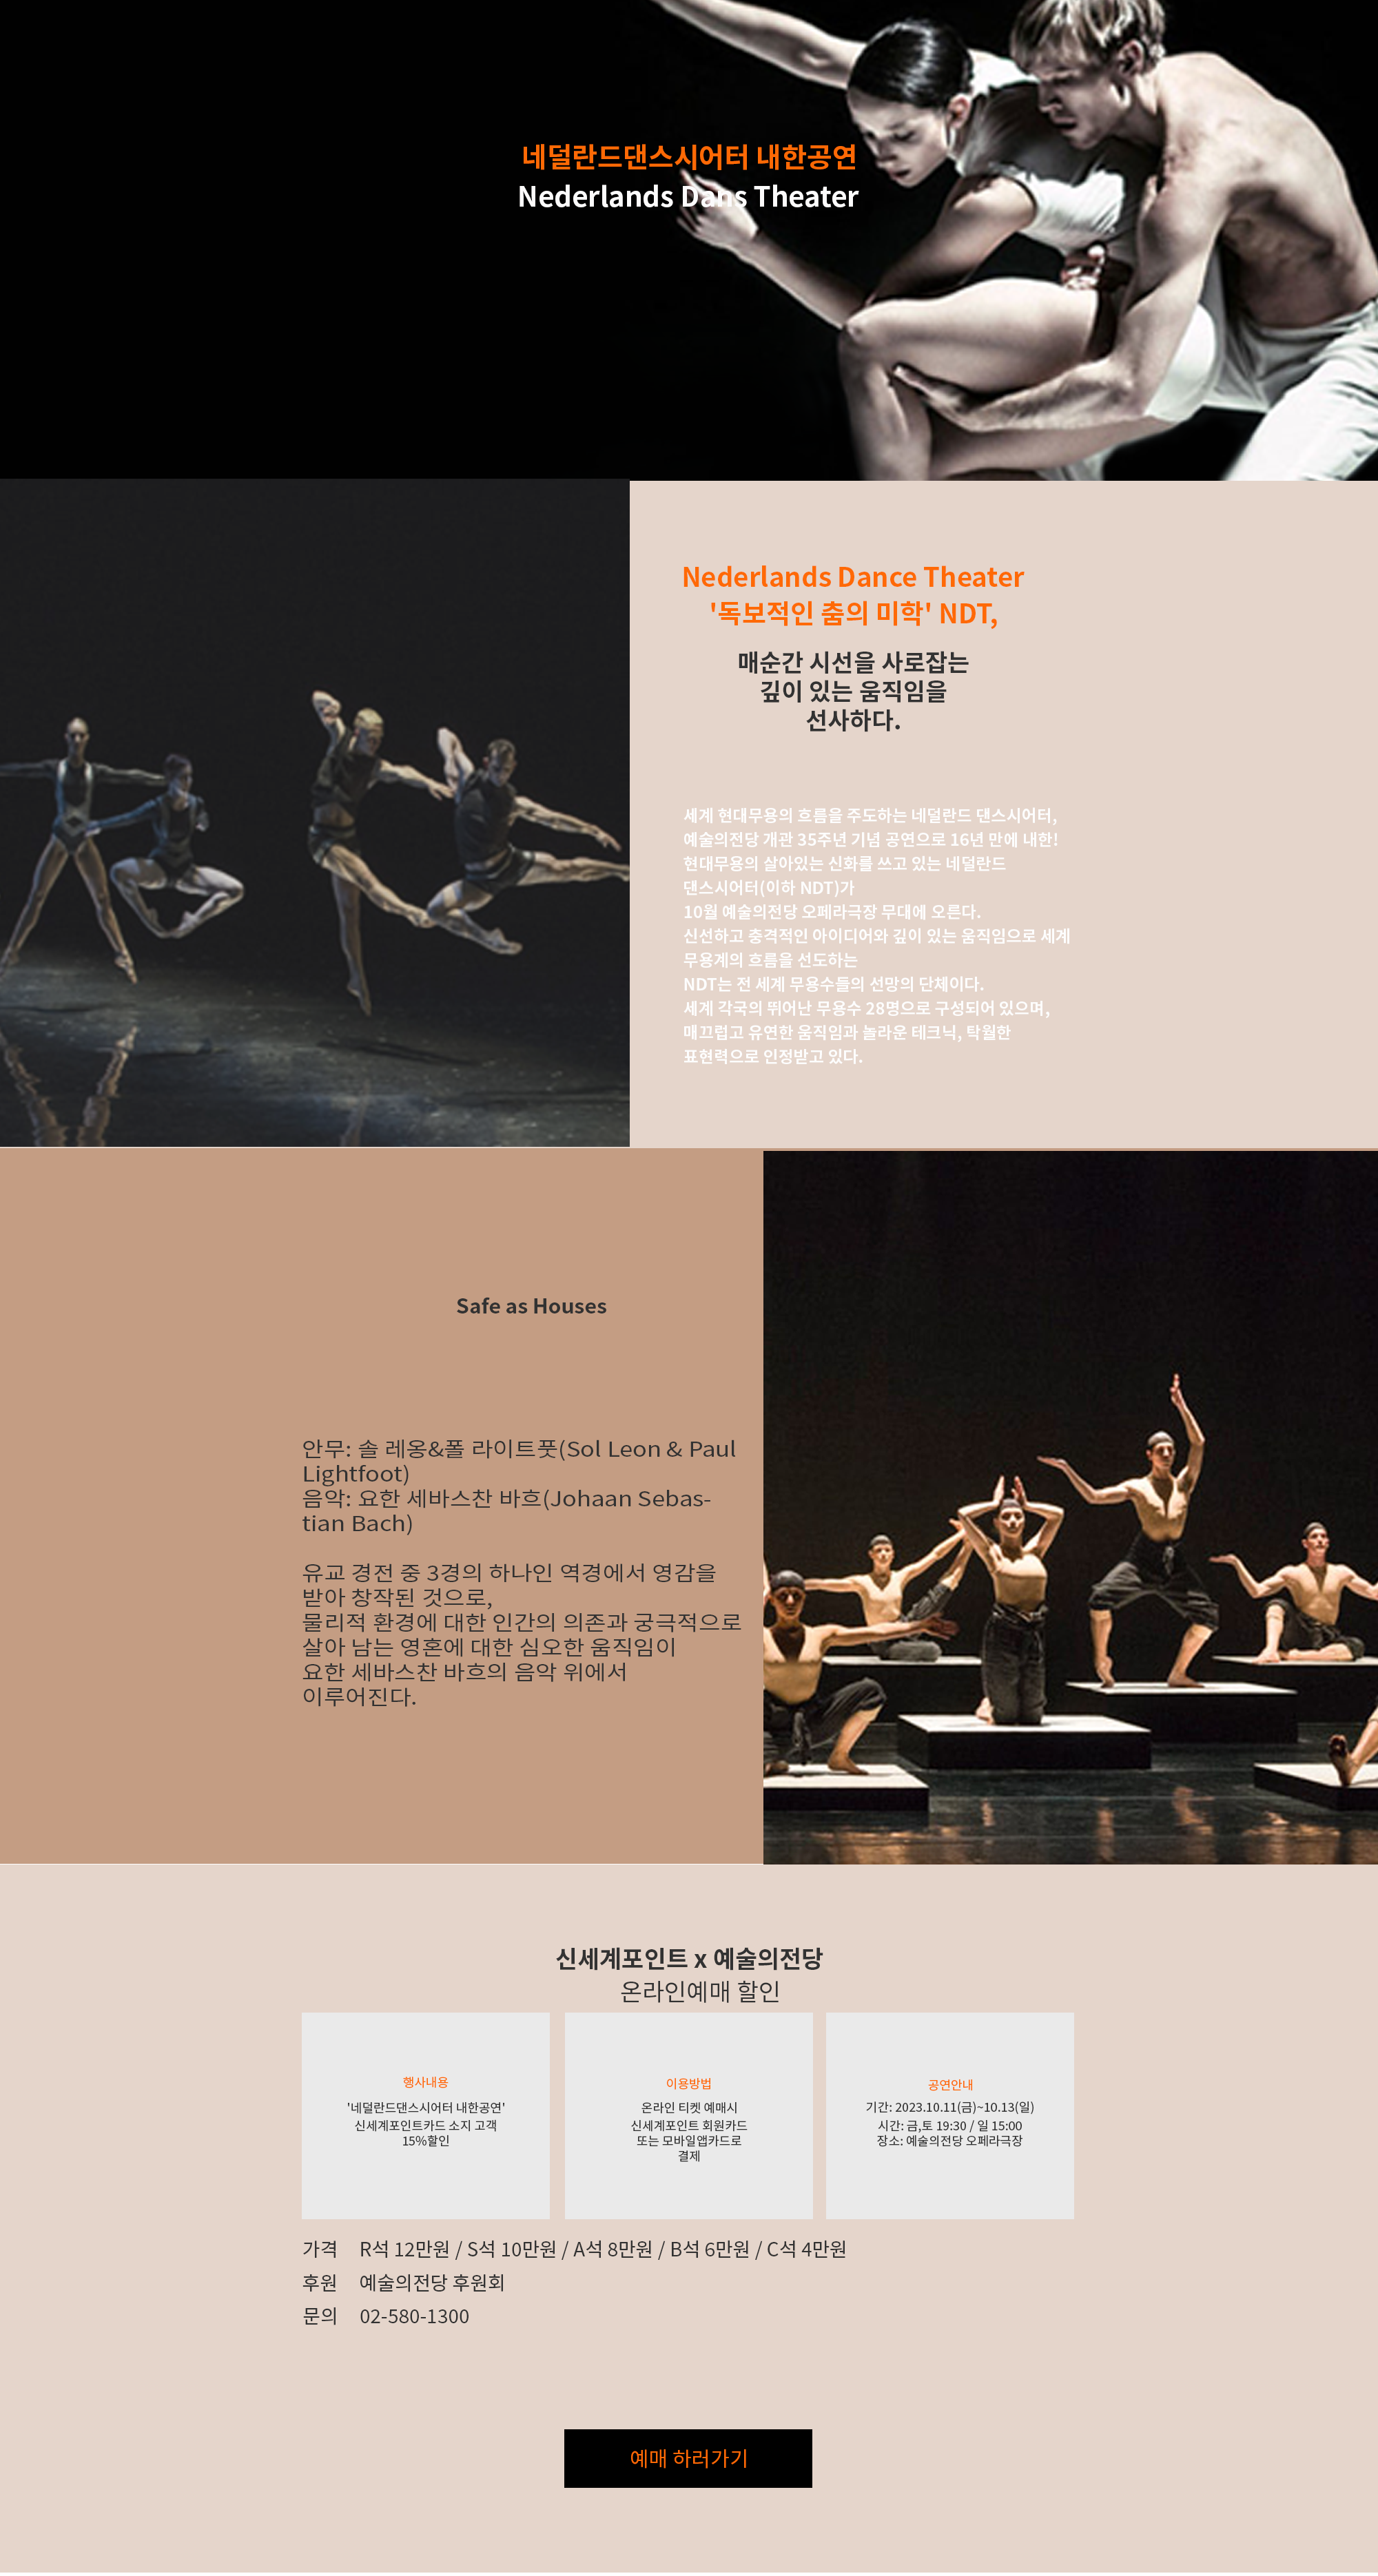 네덜란드댄스시어터 내한공연
Nederlands Dans Theater
Nederlands Dance Theater
'독보적인 춤의 미학' NDT,
매순간 시선을 사로잡는
깊이 있는 움직임을
선사하다.
세계 현대무용의 흐름을 주도하는 네덜란드 댄스시어터,
예술의전당 개관 35주년 기념 공연으로 16년 만에 내한!
현대무용의 살아있는 신화를 쓰고 있는 네덜란드
댄스시어터(이하 NDT)가
10월 예술의전당 오페라극장 무대에 오른다.
신선하고 충격적인 아이디어와 깊이 있는 움직임으로 세계
무용계의 흐름을 선도하는
NDT는 전 세계 무용수들의 선망의 단체이다.
세계 각국의 뛰어난 무용수 28명으로 구성되어 있으며,
매끄럽고 유연한 움직임과 놀라운 테크닉, 탁월한
표현력으로 인정받고 있다.
Safe as Houses
안무: 솔 레옹&폴 라이트풋(Sol Leon & Paul
Lightfoot)
음악: 요한 세바스찬 바흐(Johaan Sebas-
tian Bach)
유교 경전 중 3경의 하나인 역경에서 영감을
받아 창작된 것으로,
물리적 환경에 대한 인간의 의존과 궁극적으로
살아 남는 영혼에 대한 심오한 움직임이
요한 세바스찬 바흐의 음악 위에서
이루어진다.
신세계포인트 x 예술의전당
온라인예매 할인
행사내용
'네덜란드댄스시어터 내한공연'
신세계포인트카드 소지 고객
15%할인
이용방법
온라인 티켓 예매시
신세계포인트 회원카드
또는 모바일앱카드로
결제
공연안내
기간: 2023.10.11(금)~10.13(일)
시간: 금,토 19:30 / 일 15:00
장소: 예술의전당 오페라극장
가격 R석 12만원 / S석 10만원 / A석 8만원 / B석 6만원 / C석 4만원
후원 예술의전당 후원회
문의 02-580-1300
예매 하러가기